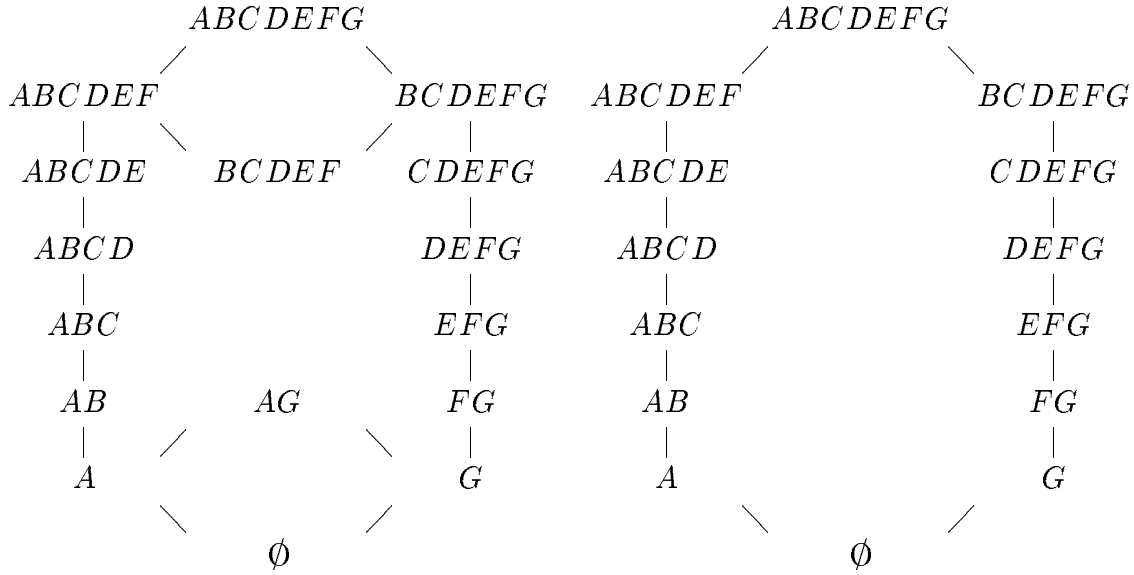 ABCDEFG ABCDEFG
ABCDEF BCDEFG ABCDEF BCDEFG
ABCDE BCDEF CDEFG ABCDE CDEFG
ABCD DEFG ABCD DEFG
ABC EFG ABC EFG
AB AG FG AB FG
A G A G
∅ ∅